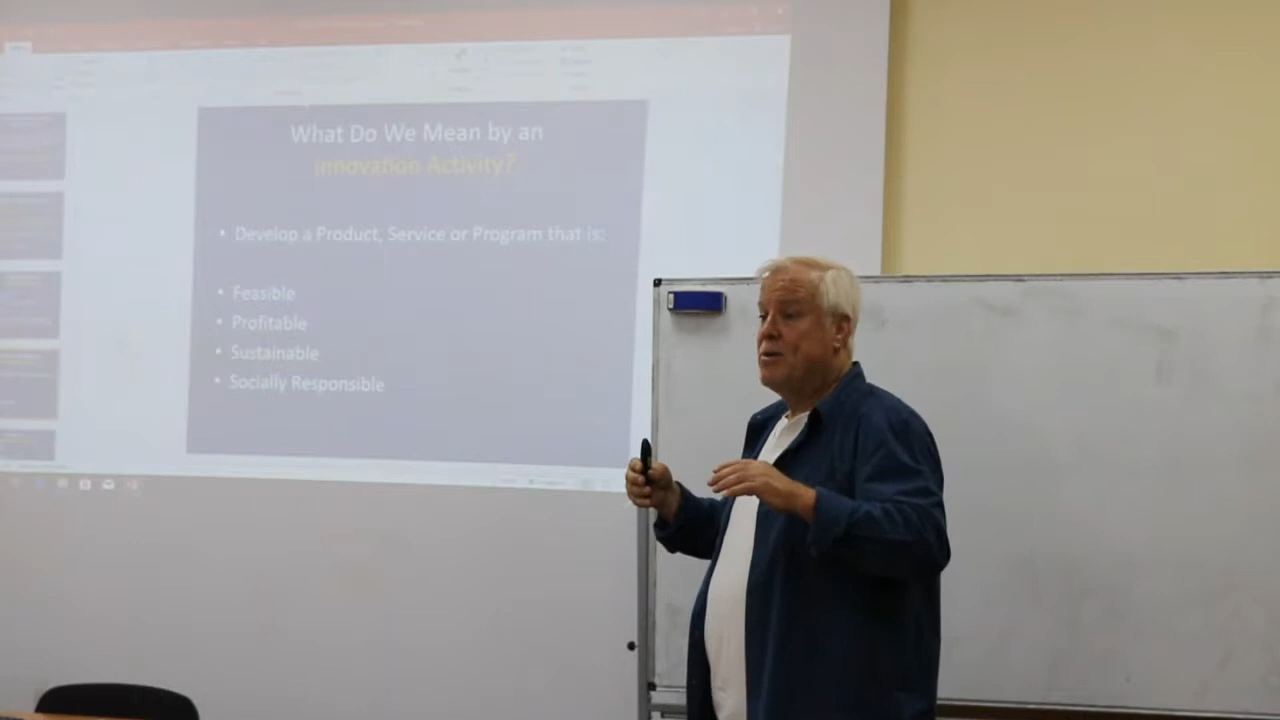 What Do We Mean by an
Innovation Activity?
• Develop a Product, Service or Program that is:
• Feasible
• Profitable
• Sustainable
• Socially Responsible